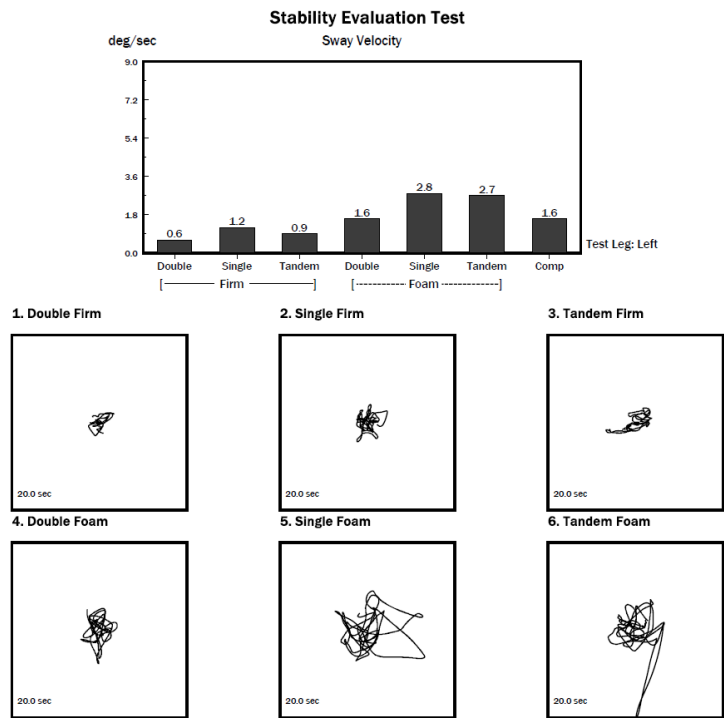 Stability Evaluation Test
deg/sec Sway Velocity
9.0
7.2
5.4
3.6
1.8
0.0
0.6 1.2 0.9 1.6 2.8 2.7 1.6
Test Leg: Left
Double Single Tandem Double Single Tandem Comp
[ Firm ] [ Foam ]
1. Double Firm 2. Single Firm 3. Tandem Firm
20.0 sec 20.0 sec 20.0 sec
4. Double Foam 5. Single Foam 6. Tandem Foam
20.0 sec 20.0 sec 20.0 sec